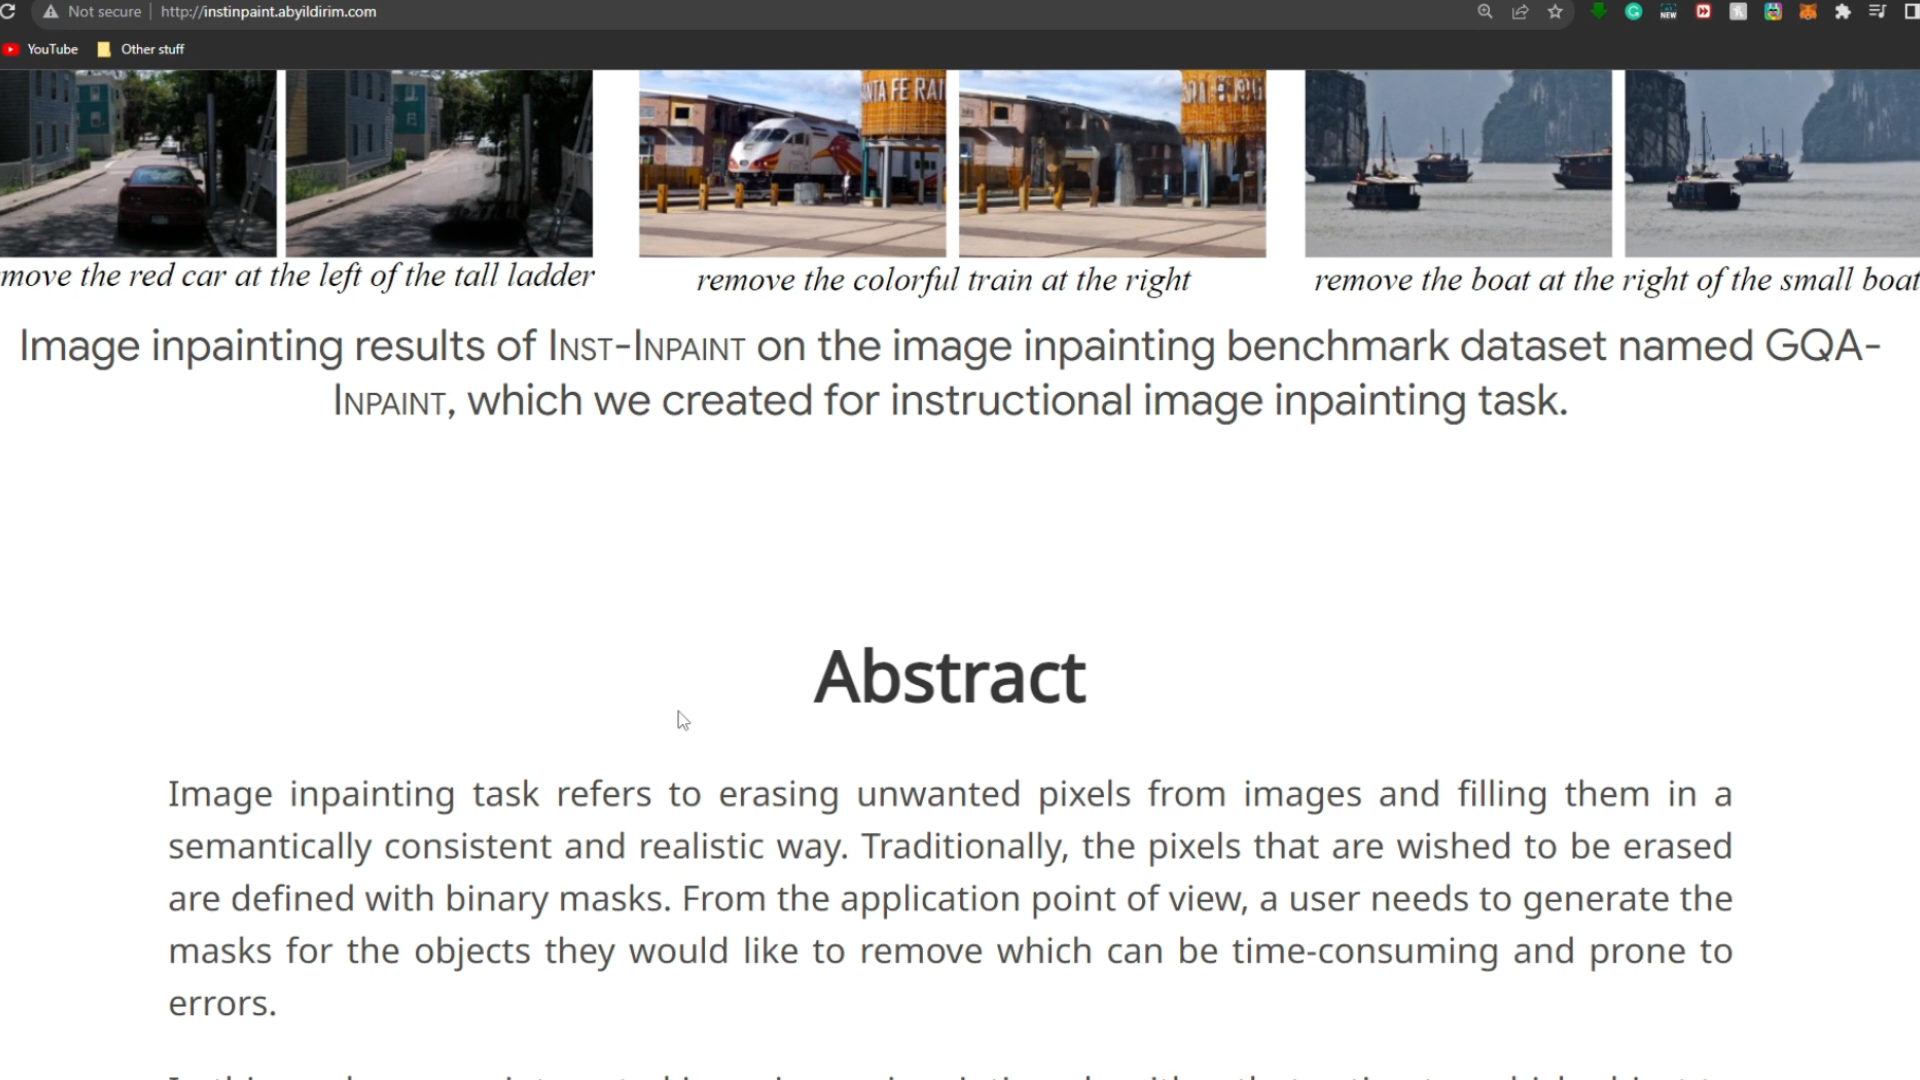 Not secure http://instinpaint.abyildirim.com
YouTube Other stuff
NEW
SANTA FE RAI
move the red car at the left of the tall ladder
remove the colorful train at the right
remove the boat at the right of the small boat
Image inpainting results of INST-INPAINT on the image inpainting benchmark dataset named GQA-
INPAINT, which we created for instructional image inpainting task.
Abstract
Image inpainting task refers to erasing unwanted pixels from images and filling them in a
semantically consistent and realistic way. Traditionally, the pixels that are wished to be erased
are defined with binary masks. From the application point of view, a user needs to generate the
masks for the objects they would like to remove which can be time-consuming and prone to
errors.